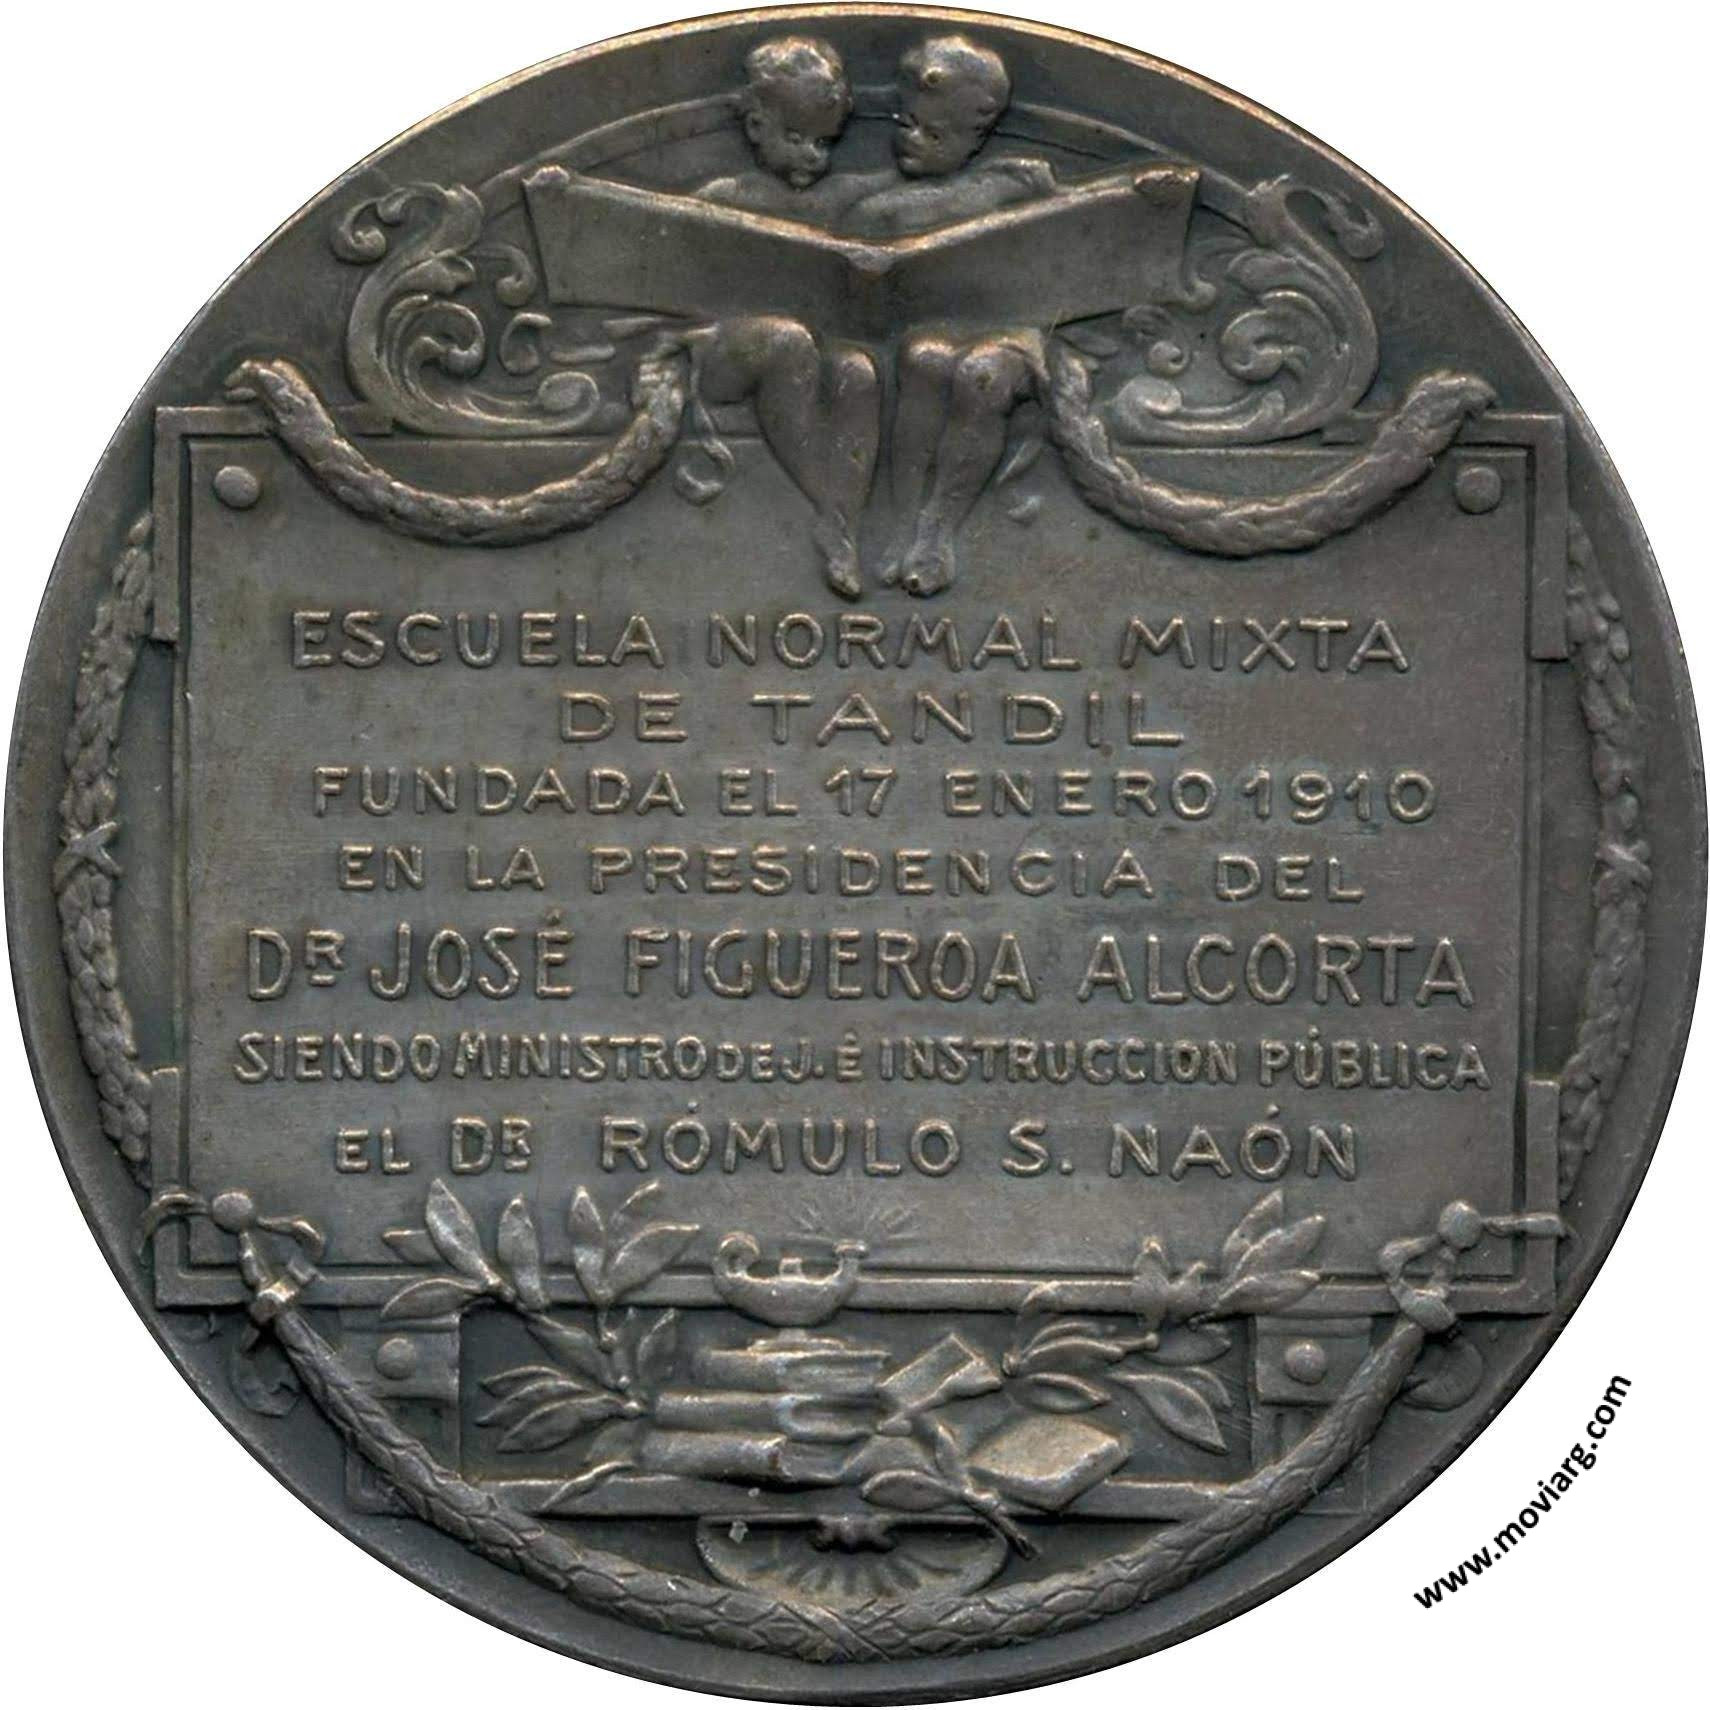 ESCUELA NORMAL MIXTA
DE TANDIL
FUNDADA EL 17 ENERO 1910
EN LA PRESIDENCIA DEL
DR JOSÉ FIGUEROA ALCORTA
SIENDO MINISTRO DE J. É INSTRUCCION PÚBLICA
EL DR RÓMULO S. NAÓN
www.moviarg.com